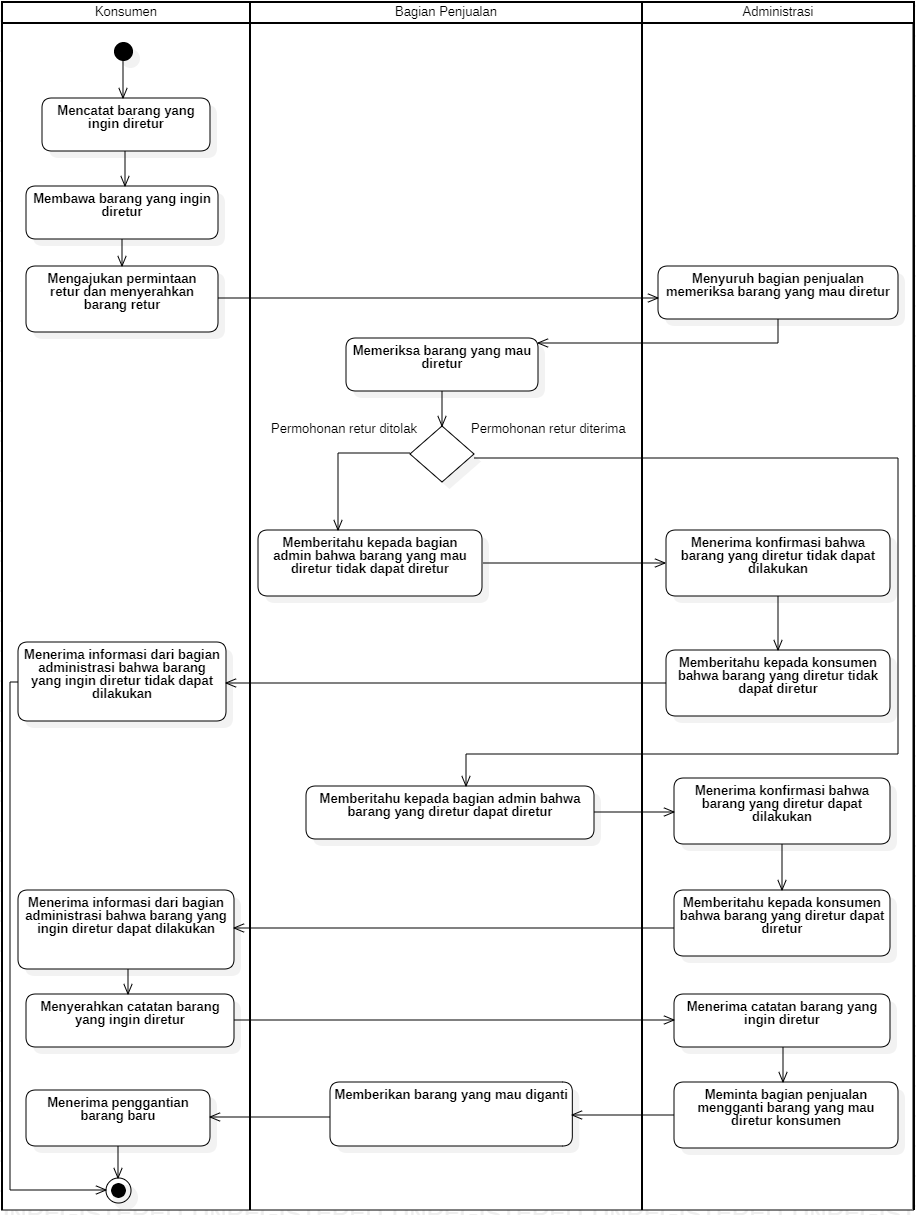 Konsumen
Bagian Penjualan
Administrasi
Mencatat barang yang
ingin diretur
Membawa barang yang ingin
diretur
Mengajukan permintaan
retur dan menyerahkan
barang retur
Menyuruh bagian penjualan
memeriksa barang yang mau diretur
Memeriksa barang yang mau
diretur
Permohonan retur ditolak
Permohonan retur diterima
Memberitahu kepada bagian
admin bahwa barang yang mau
diretur tidak dapat diretur
Menerima konfirmasi bahwa
barang yang diretur tidak dapat
dilakukan
Menerima informasi dari bagian
administrasi bahwa barang
yang ingin diretur tidak dapat
dilakukan
Memberitahu kepada konsumen
bahwa barang yang diretur tidak
dapat diretur
Memberitahu kepada bagian admin bahwa
barang yang diretur dapat diretur
Menerima konfirmasi bahwa
barang yang diretur dapat
dilakukan
Menerima informasi dari bagian
administrasi bahwa barang yang
ingin diretur dapat dilakukan
Memberitahu kepada konsumen
bahwa barang yang diretur dapat
diretur
Menyerahkan catatan barang
yang ingin diretur
Menerima catatan barang yang
ingin diretur
Menerima penggantian
barang baru
Memberikan barang yang mau diganti
Meminta bagian penjualan
mengganti barang yang mau
diretur konsumen